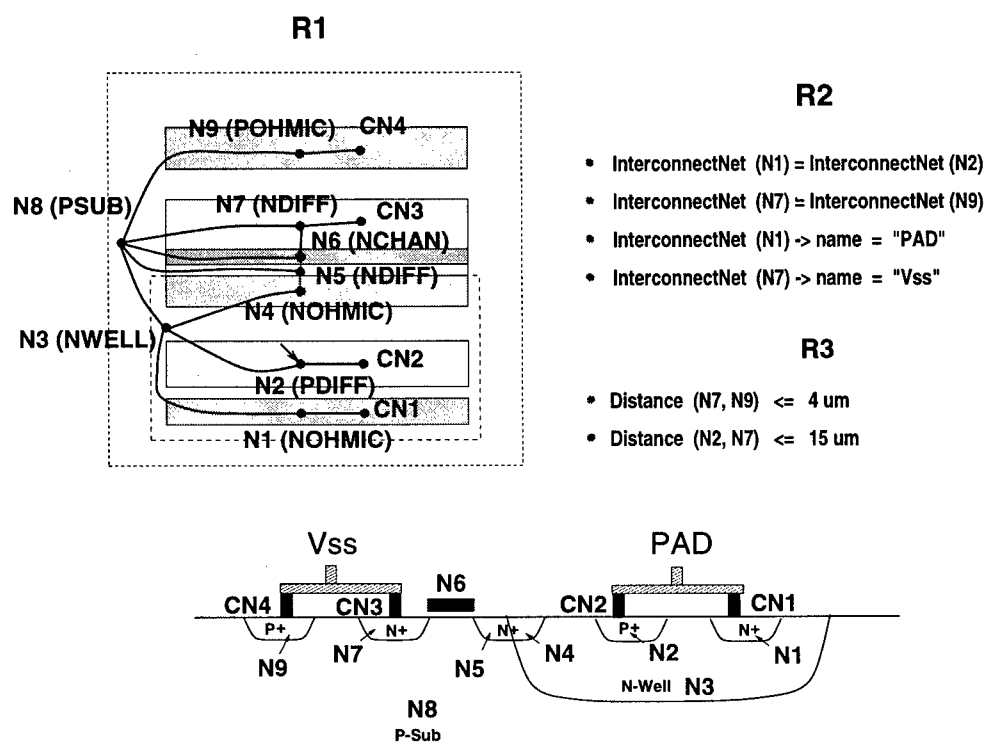 R1
N9 (POHMIC) CN4
N8 (PSUB)
N7 (NDIFF) CN3
N6 (NCHAN)
N5 (NDIFF)
N4 (NOHMIC)
N3 (NWELL)
CN2
N2 (PDIFF)
CN1
N1 (NOHMIC)
R2
* InterconnectNet (N1) = InterconnectNet (N2)
* InterconnectNet (N7) = InterconnectNet (N9)
* InterconnectNet (N1) -> name = "PAD"
* InterconnectNet (N7) -> name = "Vss"
R3
* Distance (N7, N9) <= 4 um
* Distance (N2, N7) <= 15 um
Vss PAD
CN4 CN3 N6 CN2 CN1
P+ N+ N+ P+ N+
N9 N7 N5 N4 N2 N1
N-Well N3
N8
P-Sub